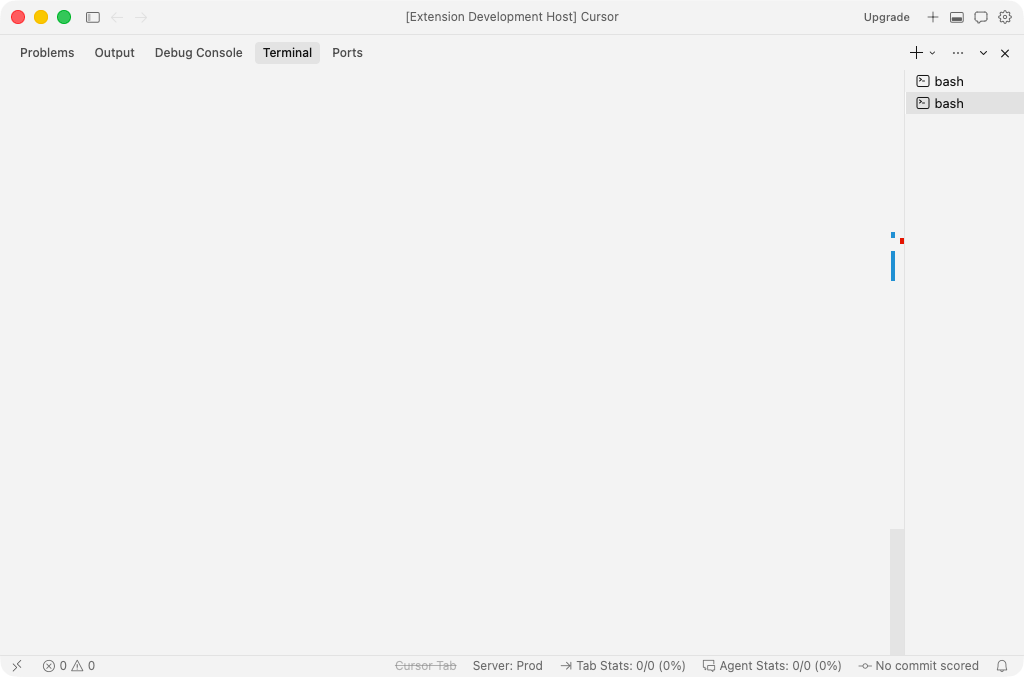 [Extension Development Host] Cursor
Upgrade
Problems Output Debug Console Terminal Ports
bash
bash
0 0 Cursor Tab Server: Prod Tab Stats: 0/0 (0%) Agent Stats: 0/0 (0%) No commit scored